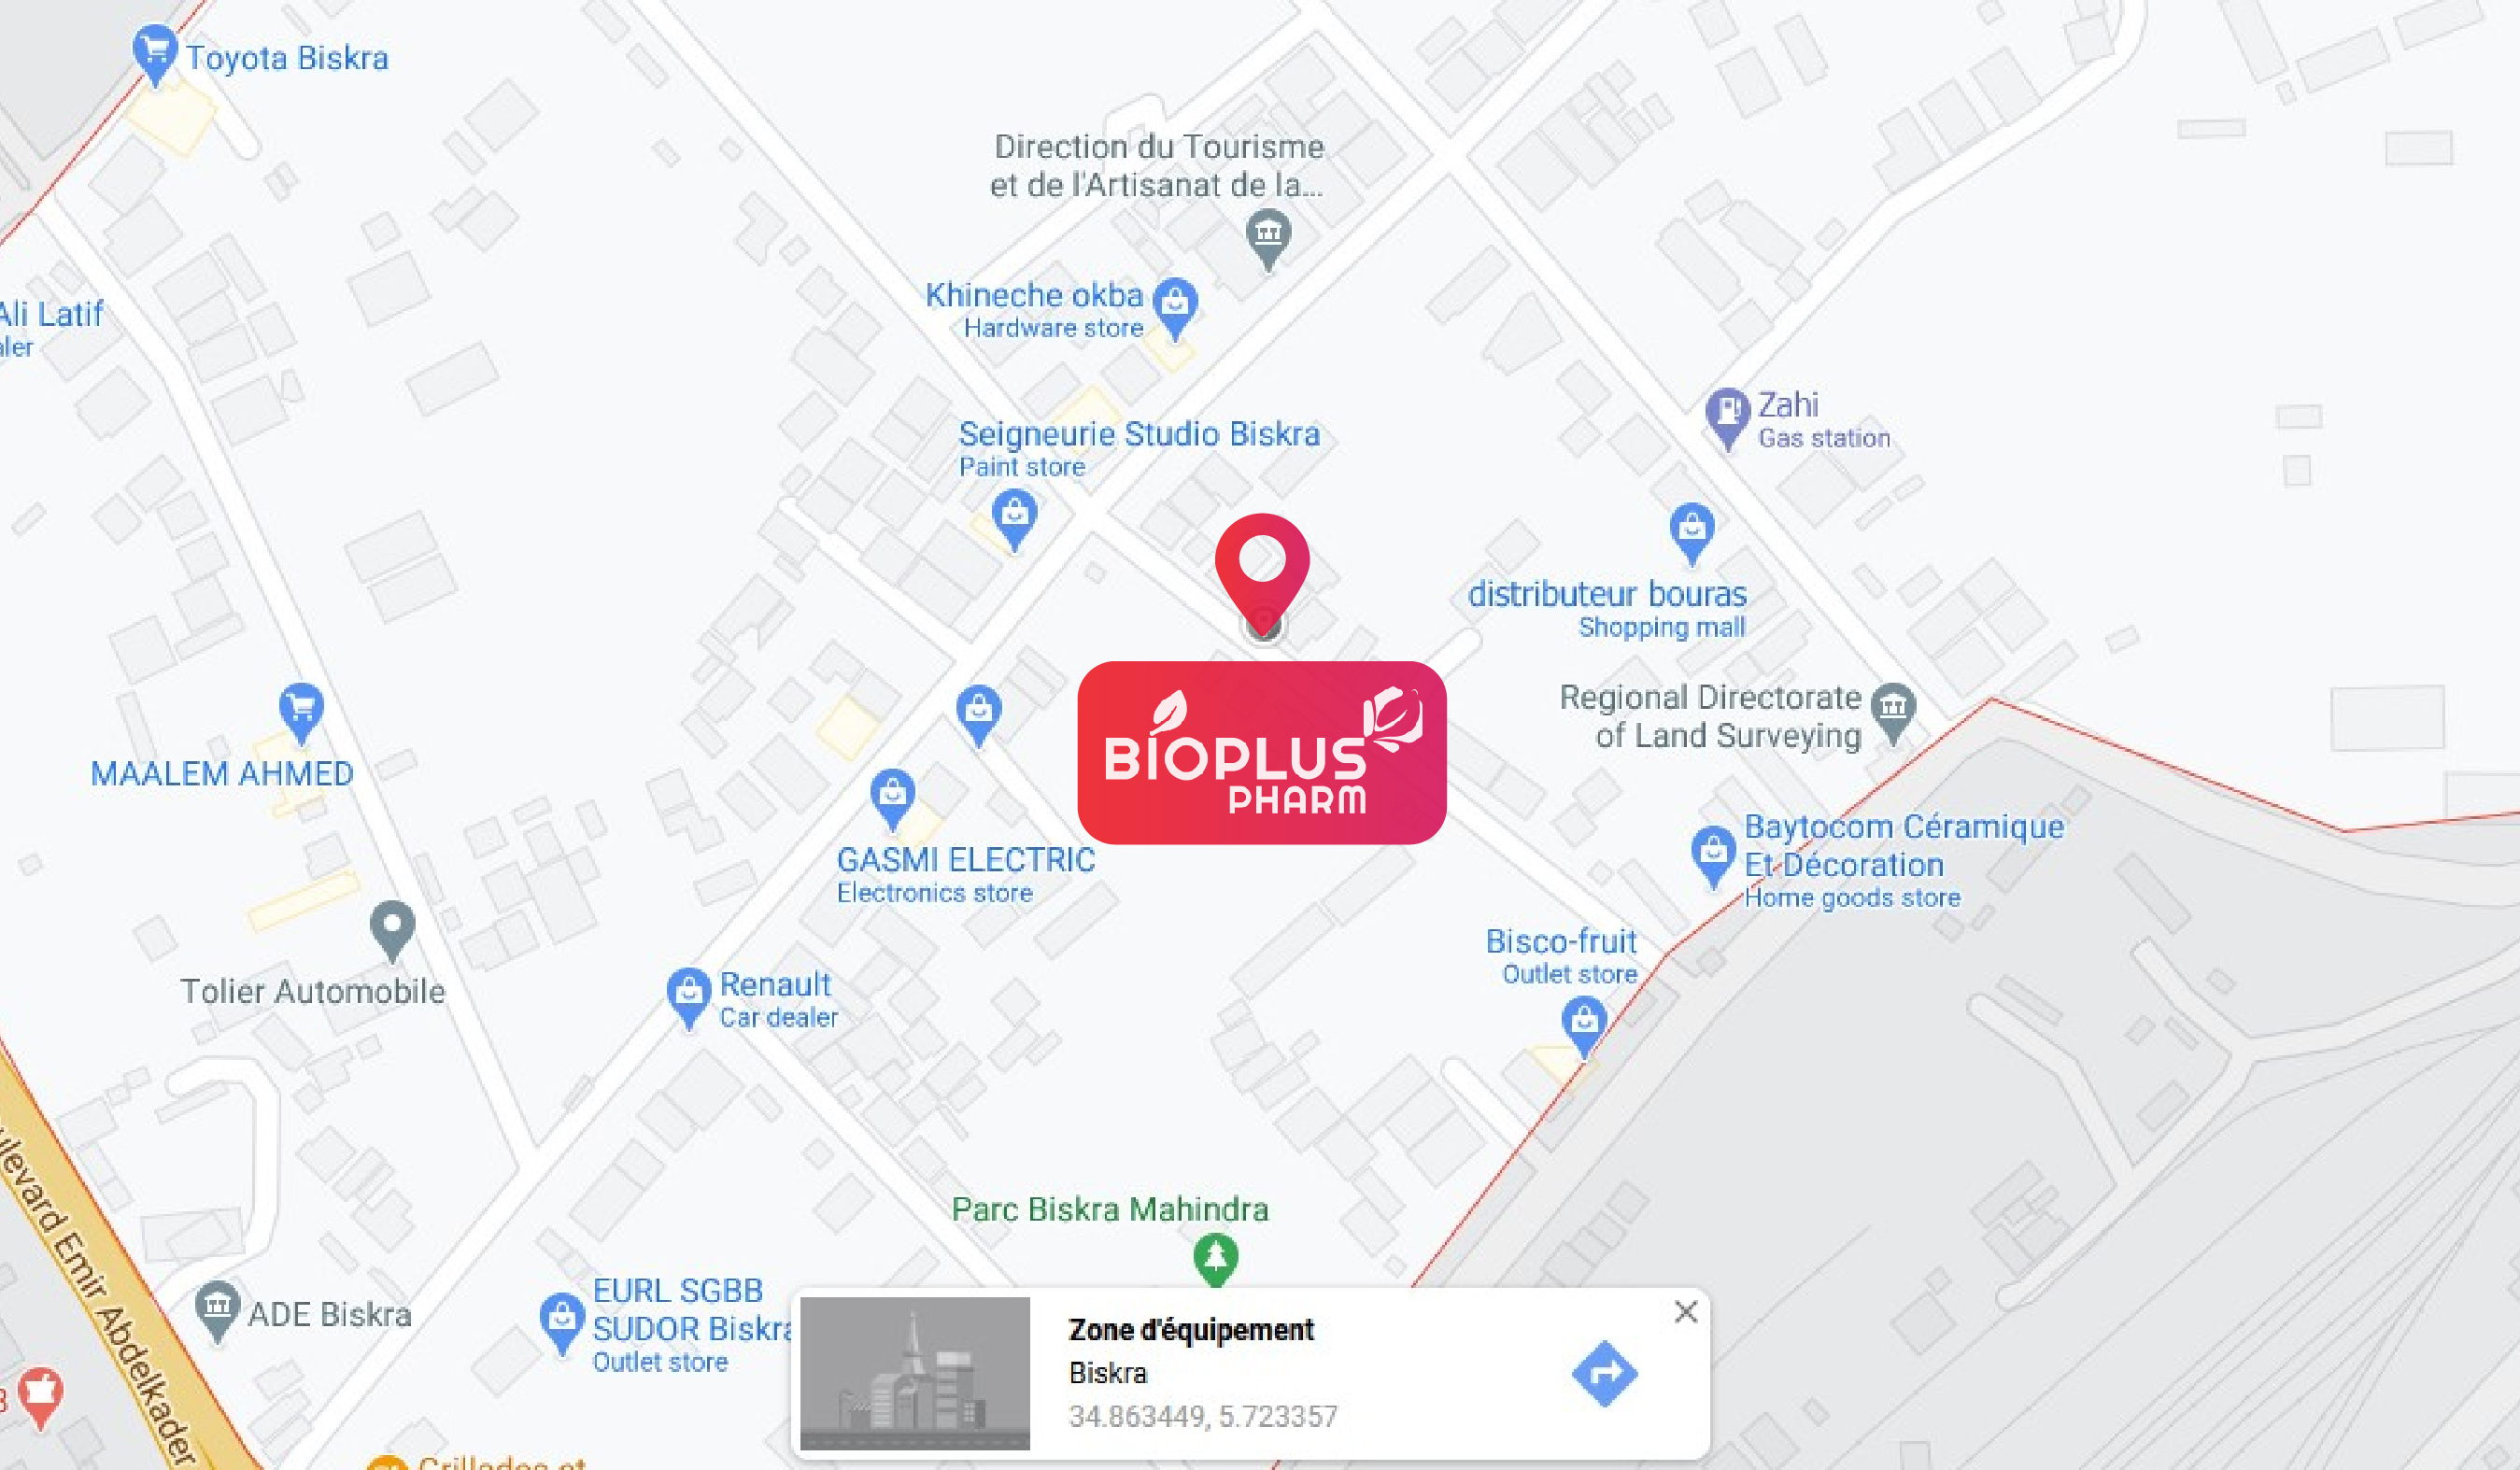 Toyota Biskra
Direction du Tourisme
et de l'Artisanat de la...
Khineche okba
Hardware store
Ali Latif
Seigneurie Studio Biskra
Paint store
Zahi
Gas station
distributeur bouras
Shopping mall
Regional Directorate
of Land Surveying
BIOPLUS
PHARM
MAALEM AHMED
GASMI ELECTRIC
Electronics store
Baytocom Céramique
Et Décoration
Home goods store
Bisco-fruit
Outlet store
Tolier Automobile
Renault
Car dealer
Parc Biskra Mahindra
ulevard Emir Abdelkader
ADE Biskra
EURL SGBB
SUDOR Biskra
Outlet store
Zone d'équipement
Biskra
34.863449, 5.723357